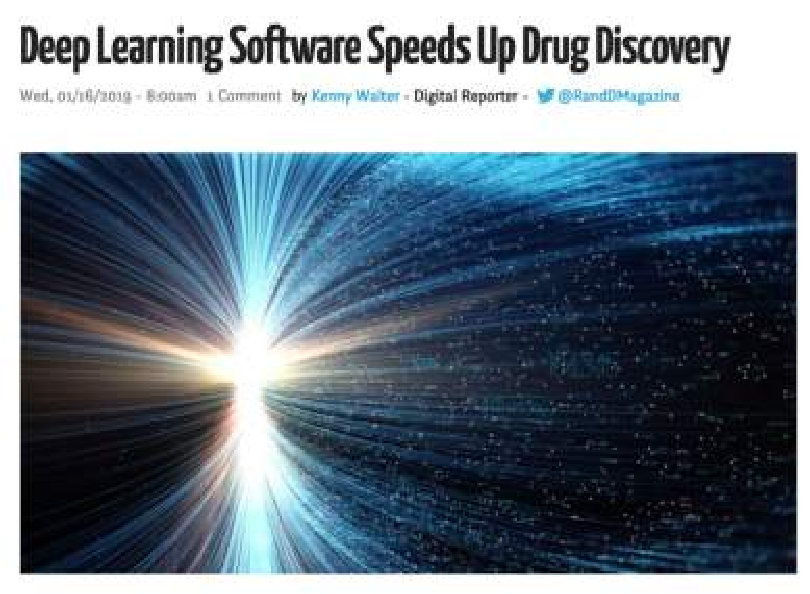 Deep Learning Software Speeds Up Drug Discovery
Wed, 01/16/2019 - 8:00am 1 Comment by Kenny Walter - Digital Reporter - @RandDMagazine